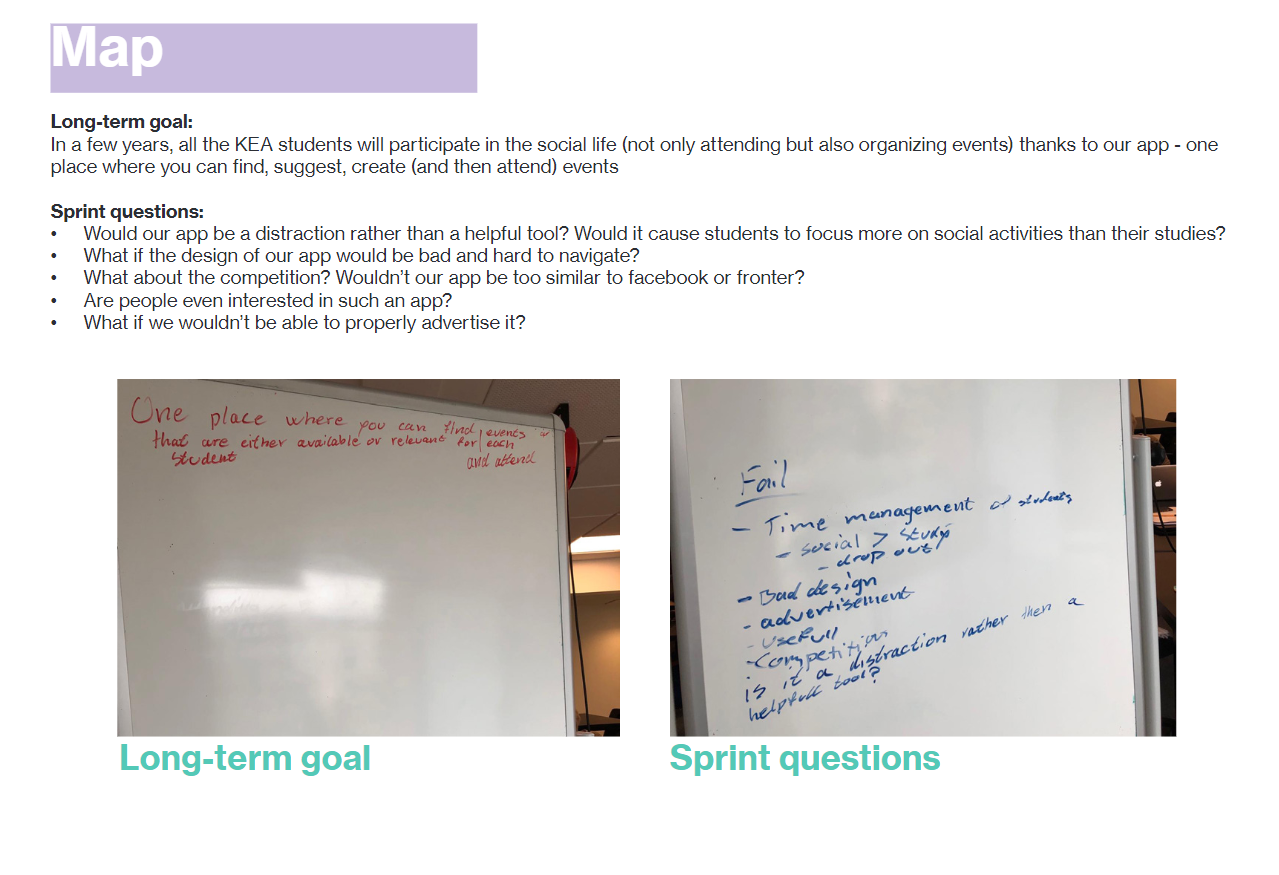 Map
Long-term goal:
In a few years, all the KEA students will participate in the social life (not only attending but also organizing events) thanks to our app - one
place where you can find, suggest, create (and then attend) events
Sprint questions:
• Would our app be a distraction rather than a helpful tool? Would it cause students to focus more on social activities than their studies?
• What if the design of our app would be bad and hard to navigate?
• What about the competition? Wouldn't our app be too similar to facebook or fronter?
• Are people even interested in such an app?
• What if we wouldn't be able to properly advertise it?
One place where you can find events
that are either available or relevant for each
student
and attend
Fail
- Time management of students
- social > study
- drop out
- Bad design
- advertisement
- usefull
- Competition
is it a distraction rather then a
helpfull tool?
Long-term goal
Sprint questions